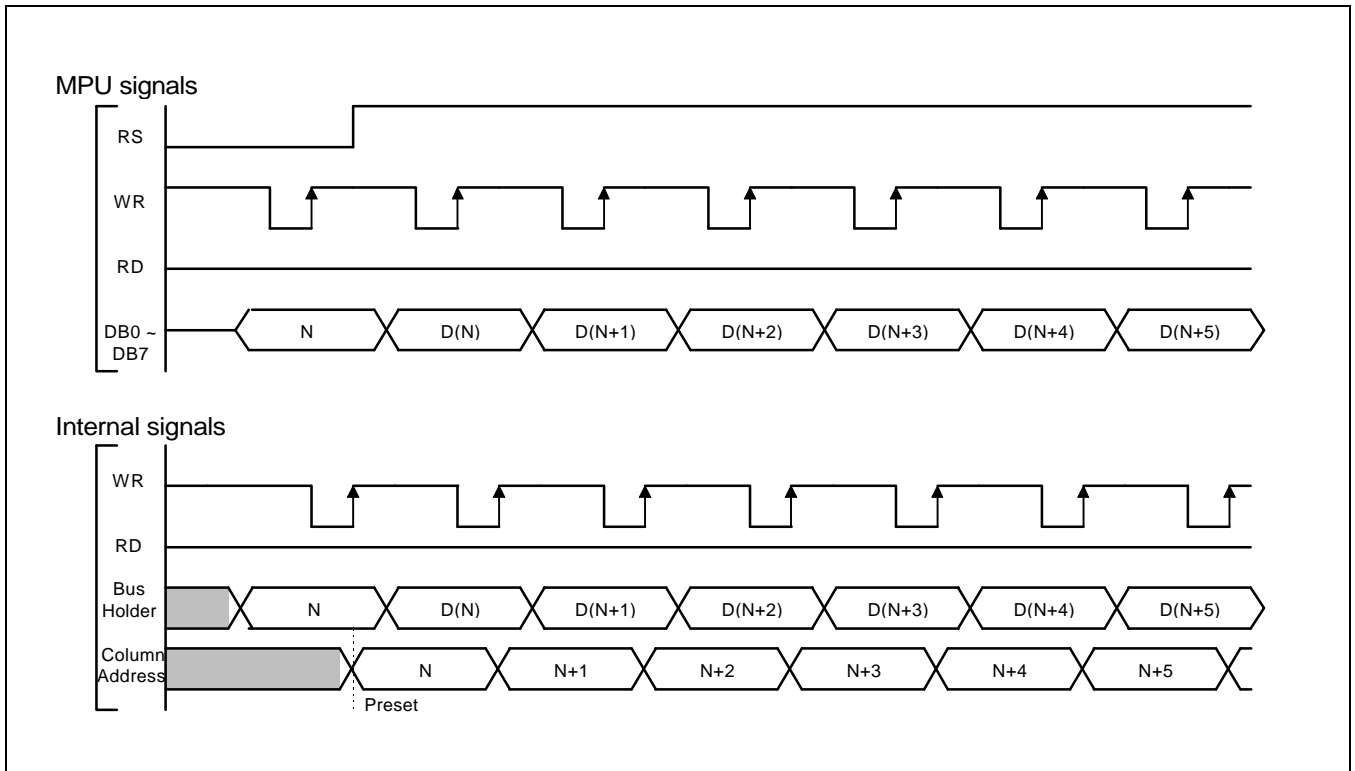 MPU signals
RS
WR
RD
DB0 ~
DB7
N D(N) D(N+1) D(N+2) D(N+3) D(N+4) D(N+5)
Internal signals
WR
RD
Bus
Holder
N D(N) D(N+1) D(N+2) D(N+3) D(N+4) D(N+5)
Column
Address
N N+1 N+2 N+3 N+4 N+5
Preset